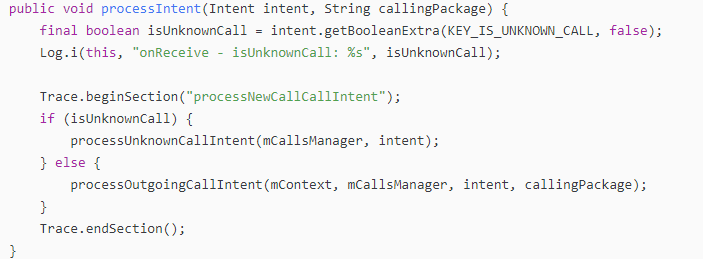 public void processIntent(Intent intent, String callingPackage) {
    final boolean isUnknownCall = intent.getBooleanExtra(KEY_IS_UNKNOWN_CALL, false);
    Log.i(this, "onReceive - isUnknownCall: %s", isUnknownCall);

    Trace.beginSection("processNewCallCallIntent");
    if (isUnknownCall) {
        processUnknownCallIntent(mCallsManager, intent);
    } else {
        processOutgoingCallIntent(mContext, mCallsManager, intent, callingPackage);
    }
    Trace.endSection();
}